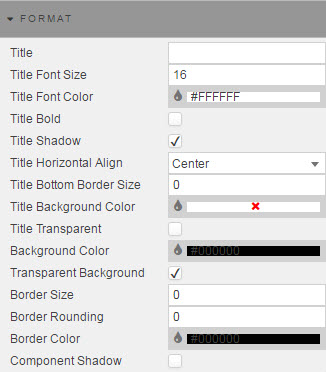 FORMAT
Title
Title Font Size 16
Title Font Color #FFFFFF
Title Bold
Title Shadow
Title Horizontal Align Center
Title Bottom Border Size 0
Title Background Color
Title Transparent
Background Color #000000
Transparent Background
Border Size 0
Border Rounding 0
Border Color #000000
Component Shadow